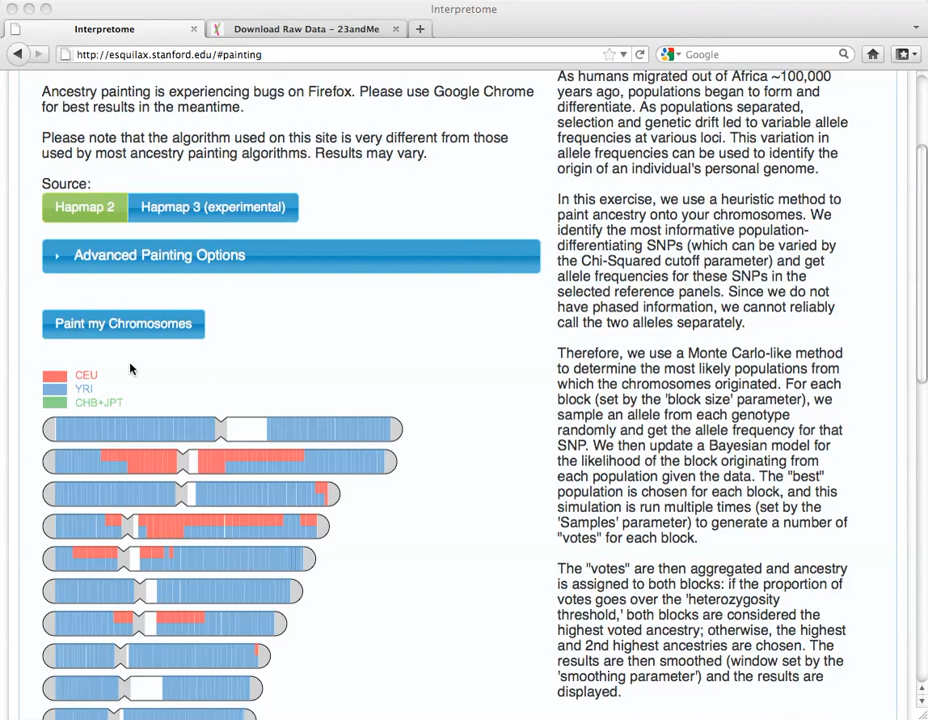 Interpretome
Interpretome
Download Raw Data – 23andMe
http://esquilax.stanford.edu/#painting
Google
Ancestry painting is experiencing bugs on Firefox. Please use Google Chrome
for best results in the meantime.
Please note that the algorithm used on this site is very different from those
used by most ancestry painting algorithms. Results may vary.
Source:
Hapmap 2
Hapmap 3 (experimental)
Advanced Painting Options
Paint my Chromosomes
CEU
YRI
CHB+JPT
As humans migrated out of Africa ~100,000
years ago, populations began to form and
differentiate. As populations separated,
selection and genetic drift led to variable allele
frequencies at various loci. This variation in
allele frequencies can be used to identify the
origin of an individual's personal genome.
In this exercise, we use a heuristic method to
paint ancestry onto your chromosomes. We
identify the most informative population-
differentiating SNPs (which can be varied by
the Chi-Squared cutoff parameter) and get
allele frequencies for these SNPs in the
selected reference panels. Since we do not
have phased information, we cannot reliably
call the two alleles separately.
Therefore, we use a Monte Carlo-like method
to determine the most likely populations from
which the chromosomes originated. For each
block (set by the 'block size' parameter), we
sample an allele from each genotype
randomly and get the allele frequency for that
SNP. We then update a Bayesian model for
the likelihood of the block originating from
each population given the data. The "best"
population is chosen for each block, and this
simulation is run multiple times (set by the
'Samples' parameter) to generate a number of
"votes" for each block.
The "votes" are then aggregated and ancestry
is assigned to both blocks: if the proportion of
votes goes over the 'heterozygosity
threshold,' both blocks are considered the
highest voted ancestry; otherwise, the highest
and 2nd highest ancestries are chosen. The
results are then smoothed (window set by the
'smoothing parameter') and the results are
displayed.